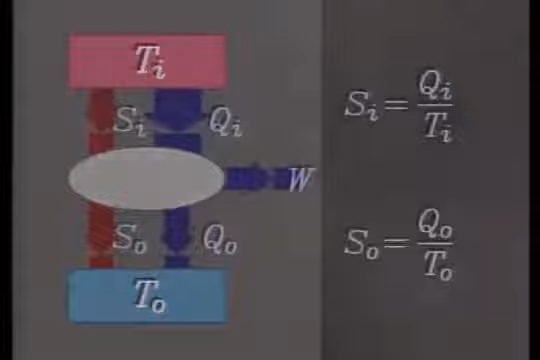 Tᵢ
Sᵢ Qᵢ
Sᵢ = Qᵢ/Tᵢ
W
Sₒ Qₒ
Sₒ = Qₒ/Tₒ
Tₒ